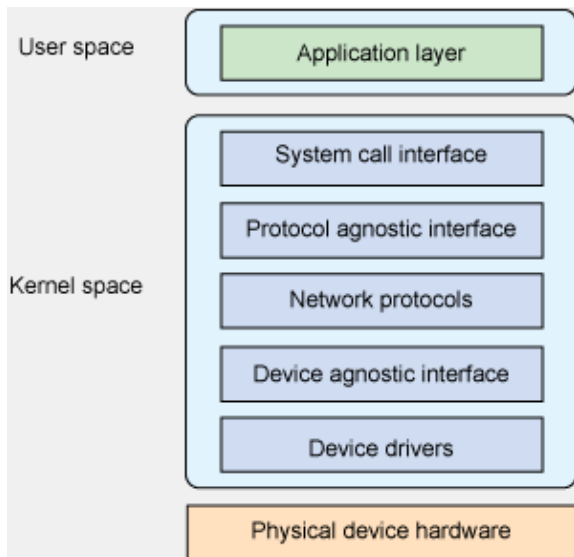 User space
Application layer
System call interface
Protocol agnostic interface
Kernel space
Network protocols
Device agnostic interface
Device drivers
Physical device hardware